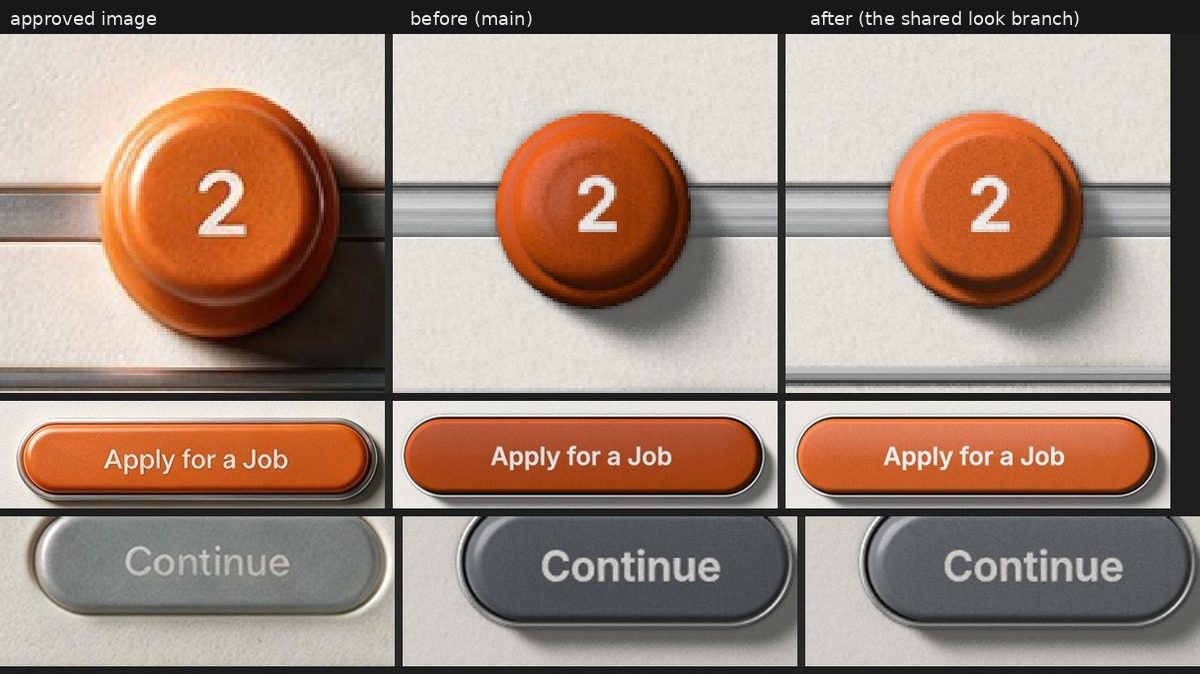 approved image
before (main)
after (the shared look branch)
2
2
2
Apply for a Job
Apply for a Job
Apply for a Job
Continue
Continue
Continue